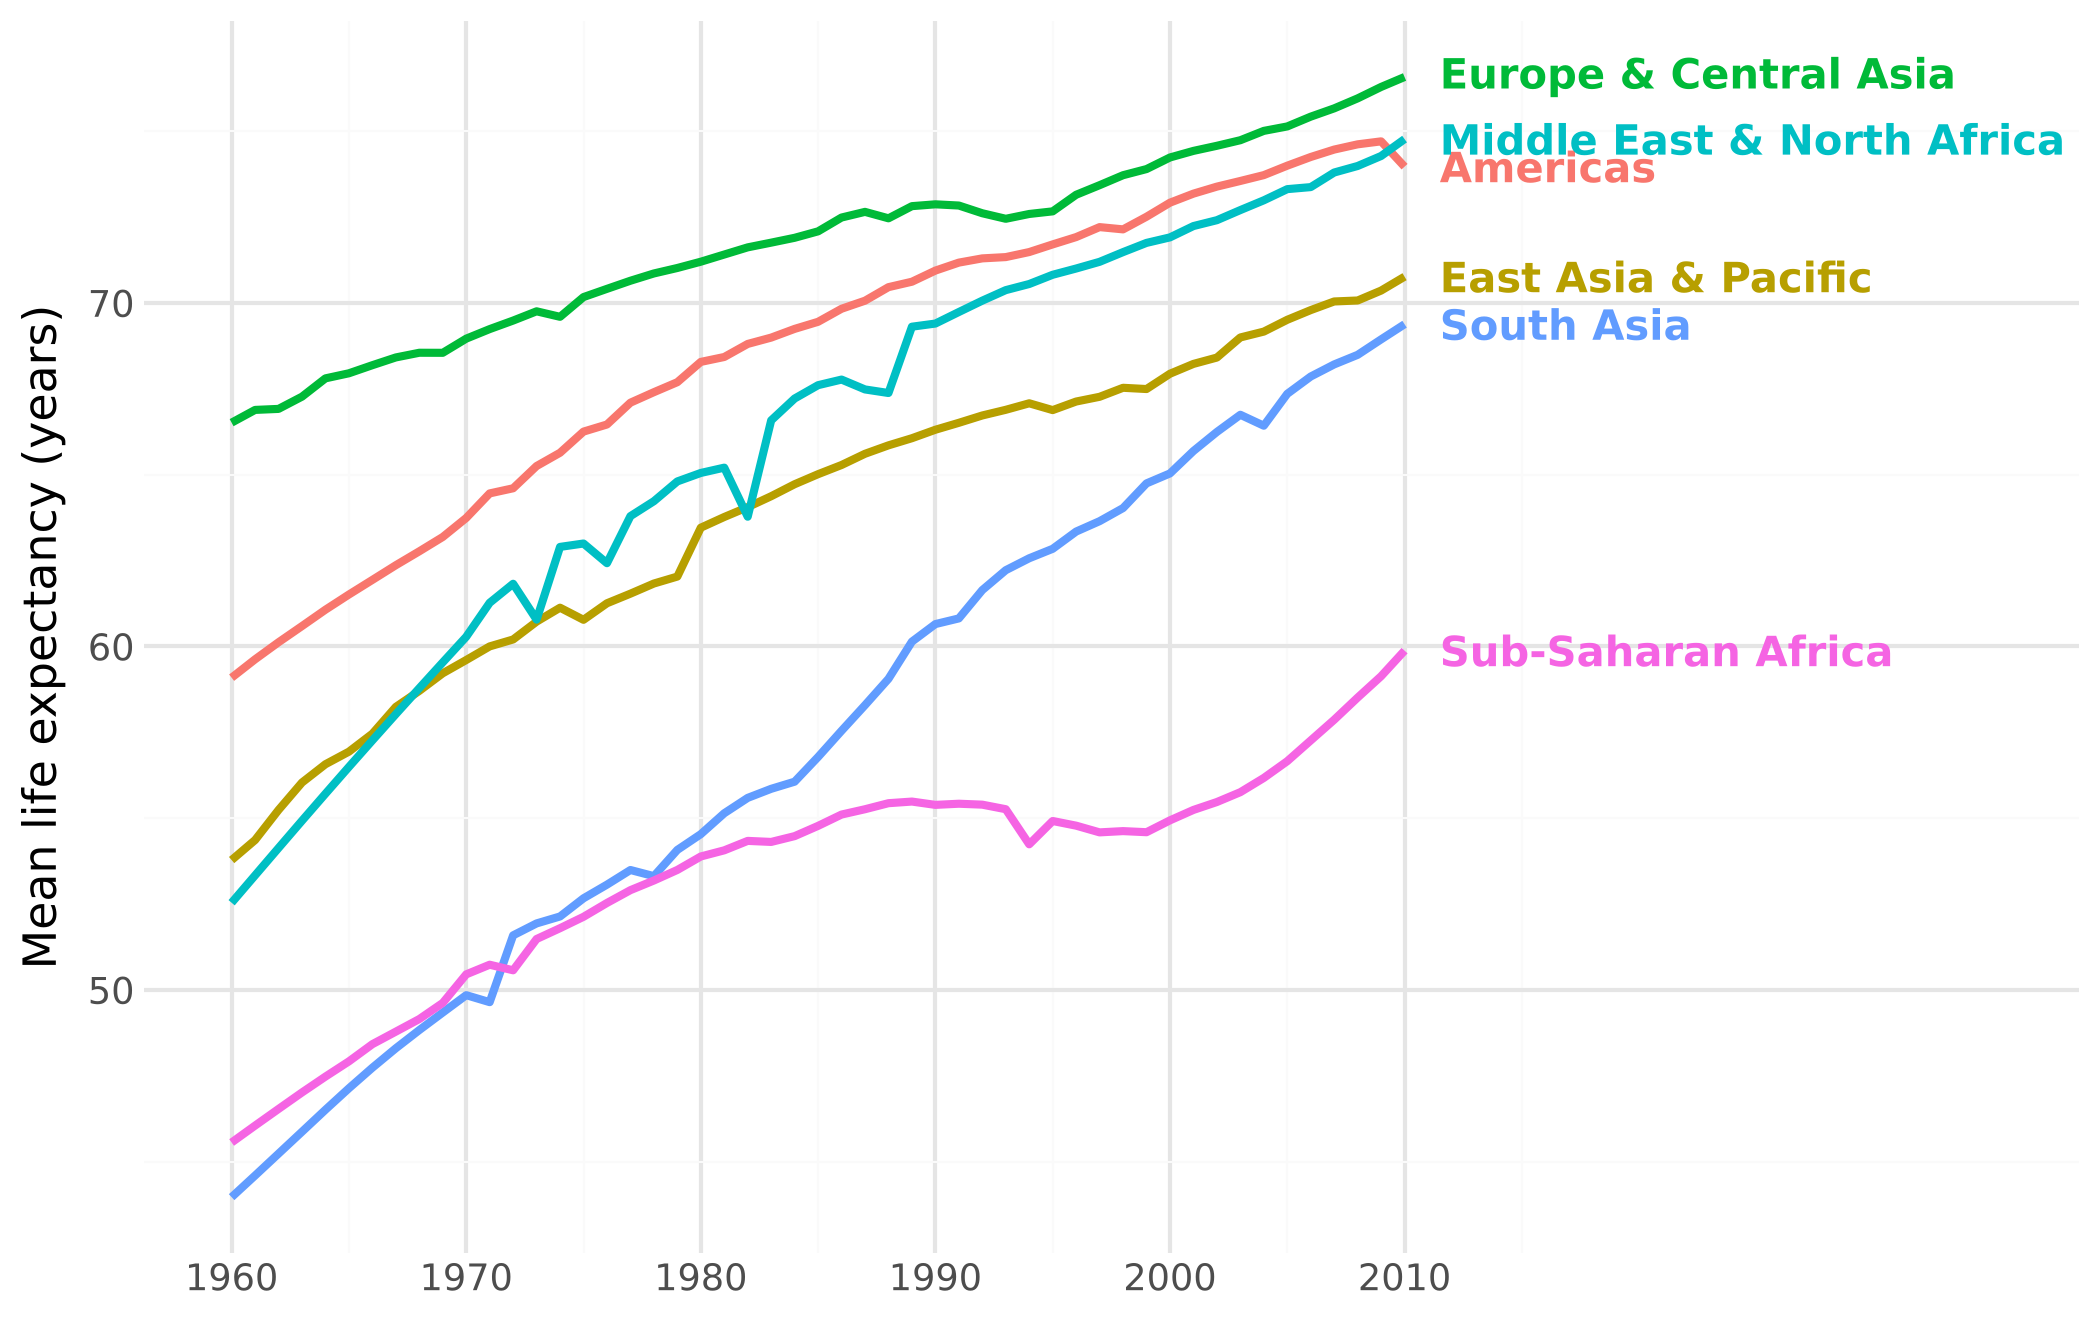 Mean life expectancy (years)
70
60
50
1960 1970 1980 1990 2000 2010
Europe & Central Asia
Middle East & North Africa
Americas
East Asia & Pacific
South Asia
Sub-Saharan Africa